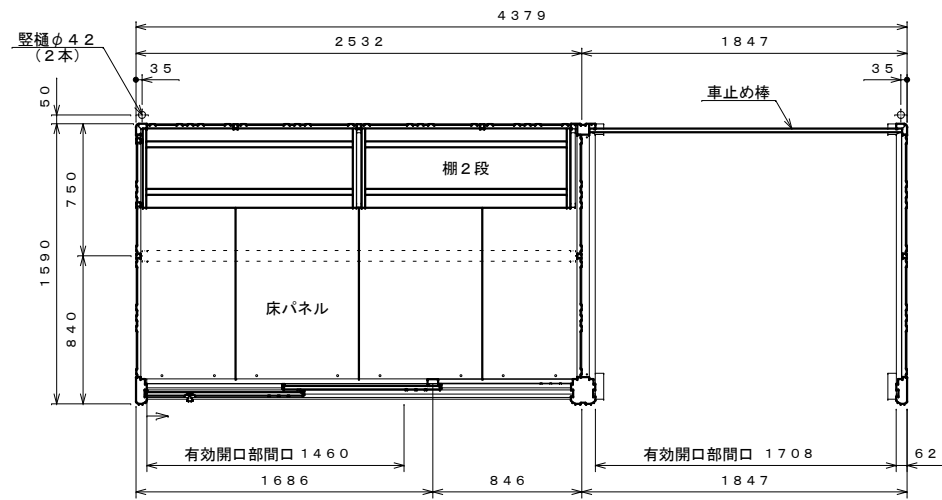 4379
竪樋φ42
(2本)
2532
1847
35
35
50
車止め棒
棚2段
750
1590
床パネル
840
有効開口部間口 1460
有効開口部間口 1708
62
1686
846
1847